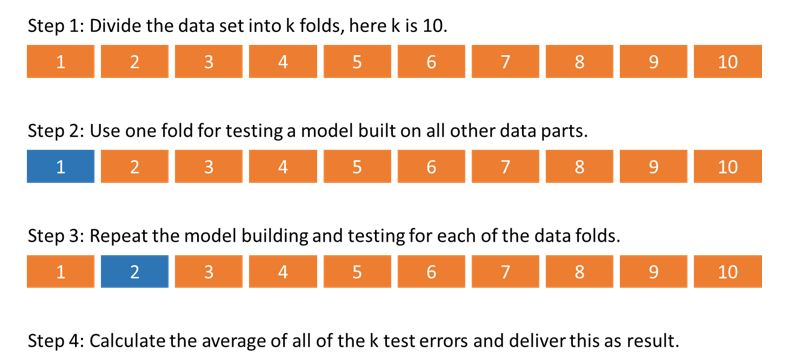 Step 1: Divide the data set into k folds, here k is 10.
1 2 3 4 5 6 7 8 9 10
Step 2: Use one fold for testing a model built on all other data parts.
1 2 3 4 5 6 7 8 9 10
Step 3: Repeat the model building and testing for each of the data folds.
1 2 3 4 5 6 7 8 9 10
Step 4: Calculate the average of all of the k test errors and deliver this as result.